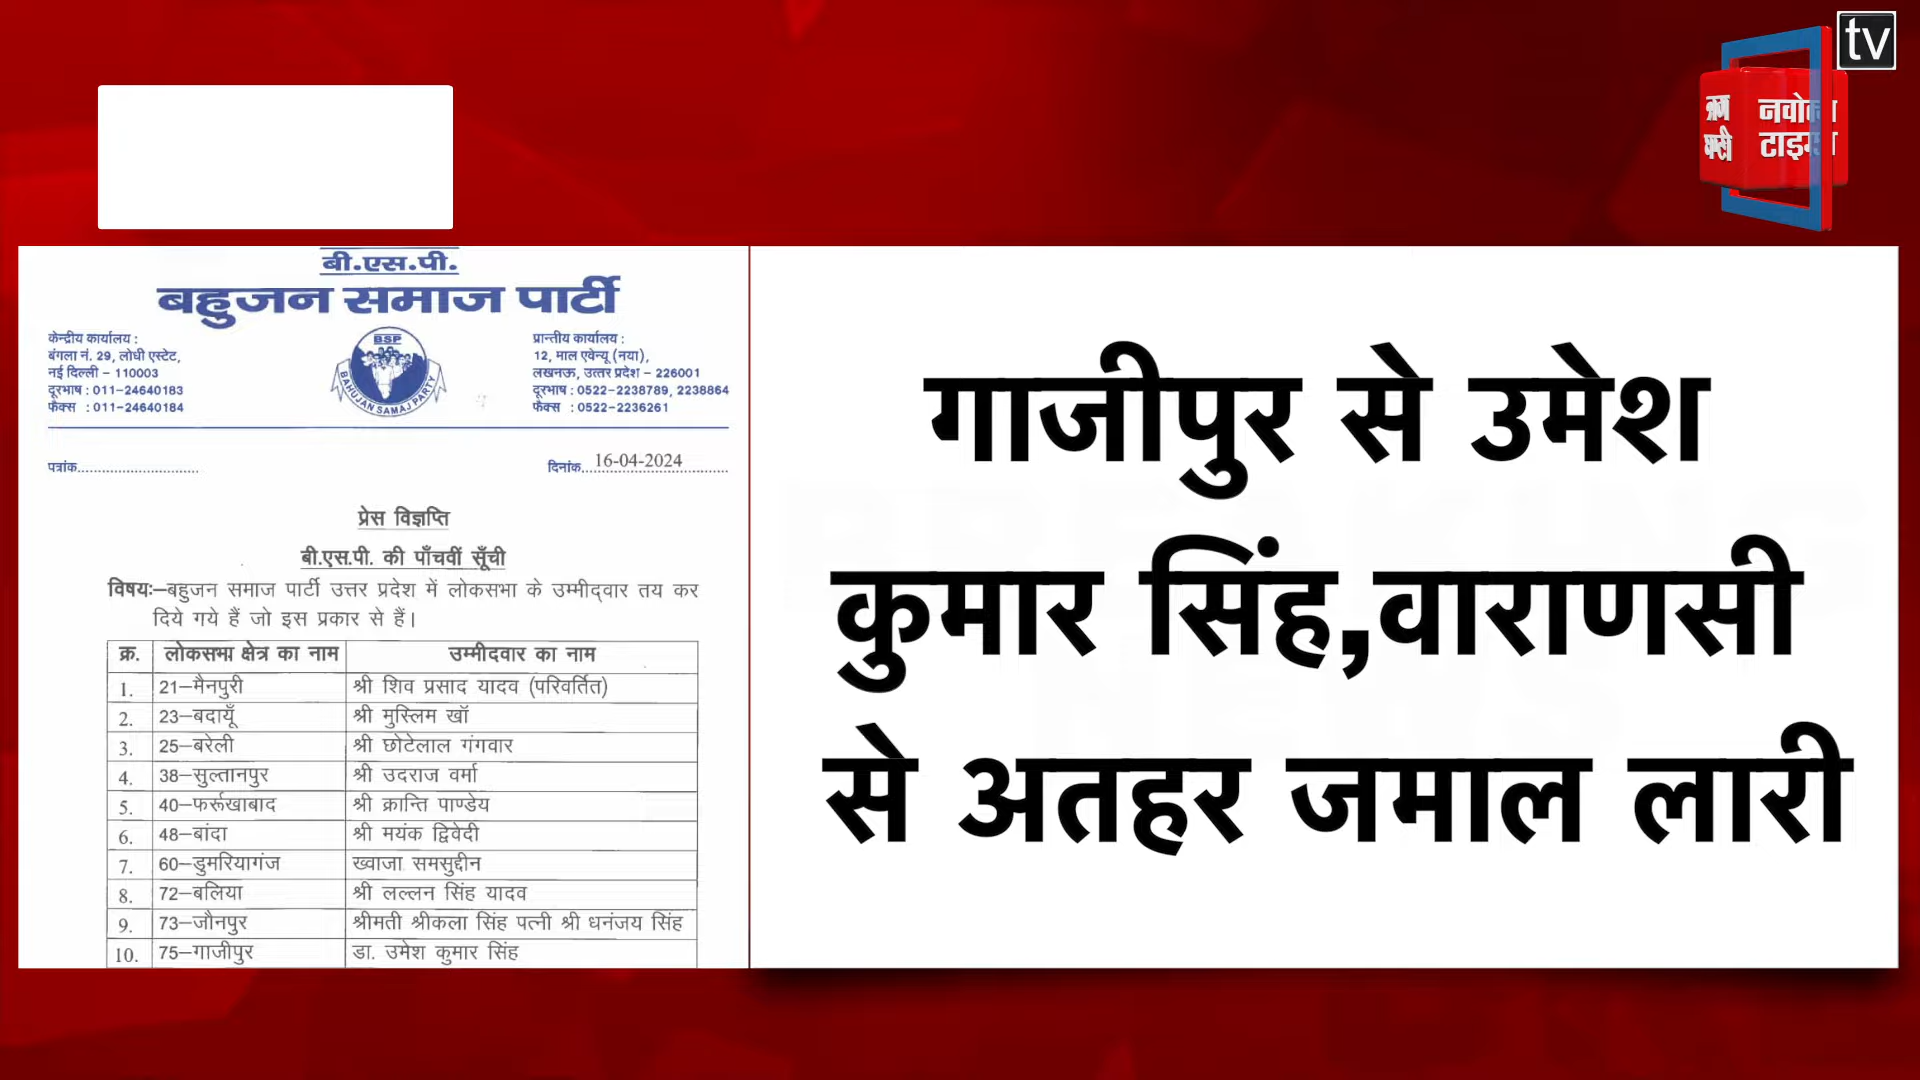 tv
नवोदय
टाइम्स
बी.एस.पी.
बहुजन समाज पार्टी
केन्द्रीय कार्यालय :
बंगला नं. 29, लोधी एस्टेट,
नई दिल्ली – 110003
दूरभाष : 011-24640183
फैक्स : 011-24640184
BSP
BAHUJAN SAMAJ PARTY
प्रान्तीय कार्यालय :
12, माल एवेन्यू (नया),
लखनऊ, उत्तर प्रदेश – 226001
दूरभाष : 0522-2238789, 2238864
फैक्स : 0522-2236261
पत्रांक..............................
दिनांक...16-04-2024............
प्रेस विज्ञप्ति
बी.एस.पी. की पाँचवीं सूँची
विषयः–बहुजन समाज पार्टी उत्तर प्रदेश में लोकसभा के उम्मीद्वार तय कर
दिये गये हैं जो इस प्रकार से हैं।
क्र. लोकसभा क्षेत्र का नाम उम्मीदवार का नाम
1. 21–मैनपुरी श्री शिव प्रसाद यादव (परिवर्तित)
2. 23–बदायूँ श्री मुस्लिम खॉ
3. 25–बरेली श्री छोटेलाल गंगवार
4. 38–सुल्तानपुर श्री उदराज वर्मा
5. 40–फर्रूखाबाद श्री क्रान्ति पाण्डेय
6. 48–बांदा श्री मयंक द्विवेदी
7. 60–डुमरियागंज ख्वाजा समसुद्दीन
8. 72–बलिया श्री लल्लन सिंह यादव
9. 73–जौनपुर श्रीमती श्रीकला सिंह पत्नी श्री धनंजय सिंह
10. 75–गाजीपुर डा. उमेश कुमार सिंह
गाजीपुर से उमेश
कुमार सिंह,वाराणसी
से अतहर जमाल लारी